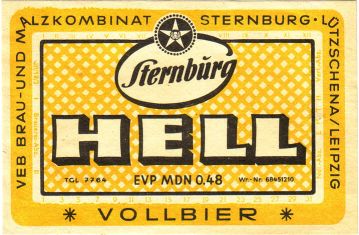 VEB BRAU-UND MALZKOMBINAT STERNBURG · LÜTZSCHENA/LEIPZIG
Sternburg
HELL
TGL 7764 EVP MDN 0.48 Wr.-Nr. 68451210
* VOLLBIER *